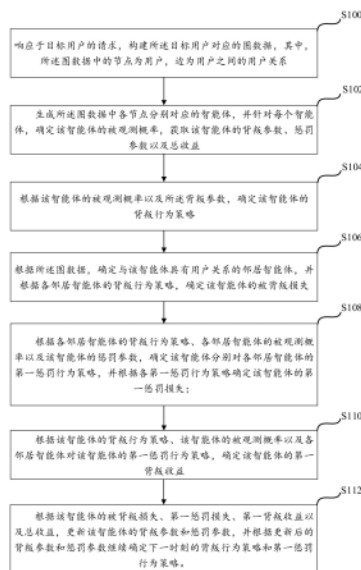 S100
响应于目标用户的请求，构建所述目标用户对应的图数据，其中，
所述图数据中的节点为用户，边为用户之间的用户关系
S102
生成所述图数据中各节点分别对应的智能体，并针对每个智能
体，确定该智能体的被观测概率，获取该智能体的背叛参数、惩罚
参数以及总收益
S104
根据该智能体的被观测概率以及所述背叛参数，确定该智能体的
背叛行为策略
S106
根据所述图数据，确定与该智能体具有用户关系的邻居智能体，并
根据各邻居智能体的背叛行为策略，确定该智能体的被背叛损失
S108
根据各邻居智能体的背叛行为策略、各邻居智能体的被观测概
率以及该智能体的惩罚参数，确定该智能体分别对各邻居智能体的
第一惩罚行为策略，并根据各第一惩罚行为策略确定该智能体的第
一惩罚损失；
S110
根据该智能体的背叛行为策略、该智能体的被观测概率以及各
邻居智能体对该智能体的第一惩罚行为策略，确定该智能体的第一
背叛收益
S112
根据该智能体的被背叛损失、第一惩罚损失、第一背叛收益以
及总收益，更新该智能体的背叛参数和惩罚参数，并根据更新后的
背叛参数和惩罚参数继续确定下一时刻的背叛行为策略和第一惩罚
行为策略。